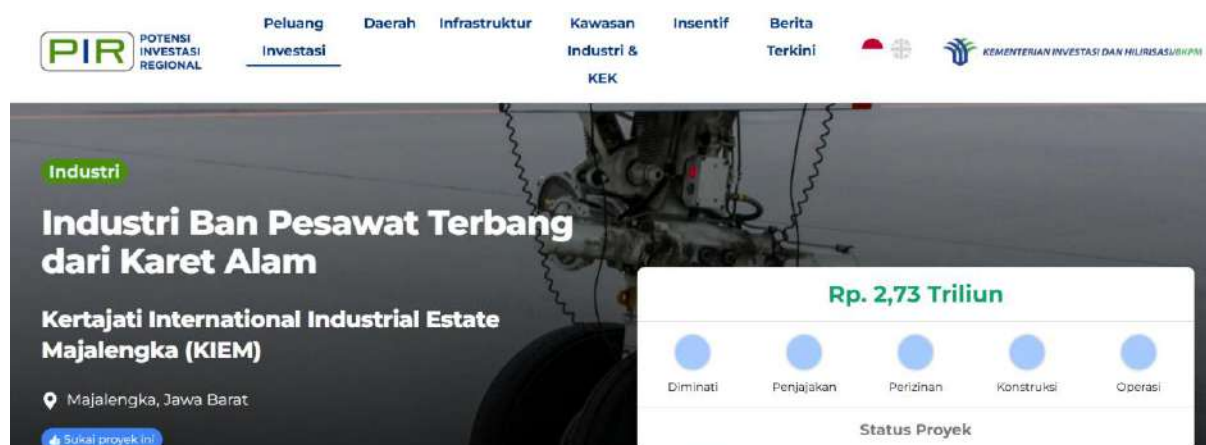 PIR
POTENSI
INVESTASI
REGIONAL
Peluang
Investasi
Daerah
Infrastruktur
Kawasan
Industri &
KEK
Insentif
Berita
Terkini
KEMENTERIAN INVESTASI DAN HILIRISASI/BKPM
Industri
Industri Ban Pesawat Terbang
dari Karet Alam
Kertajati International Industrial Estate
Majalengka (KIEM)
Majalengka, Jawa Barat
Sukai proyek ini
Rp. 2,73 Triliun
Diminati
Penjajakan
Perizinan
Konstruksi
Operasi
Status Proyek